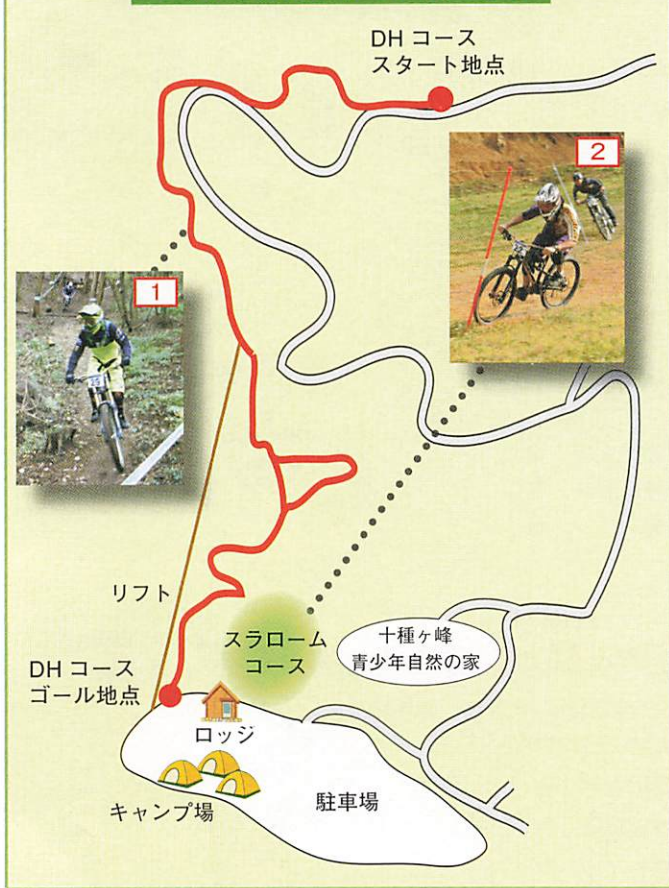 DH コース
スタート地点
2
1
リフト
スラローム
コース
十種ヶ峰
青少年自然の家
DH コース
ゴール地点
ロッジ
キャンプ場
駐車場